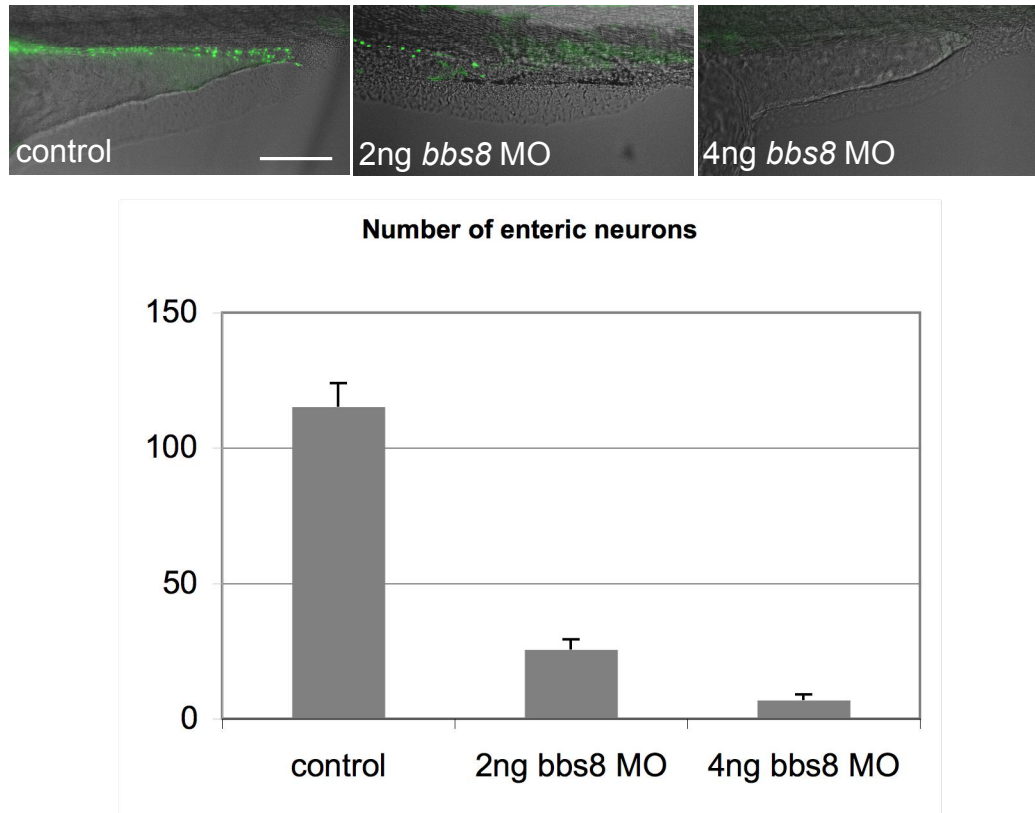 control
2ng bbs8 MO
4ng bbs8 MO
Number of enteric neurons
150
100
50
0
control
2ng bbs8 MO
4ng bbs8 MO